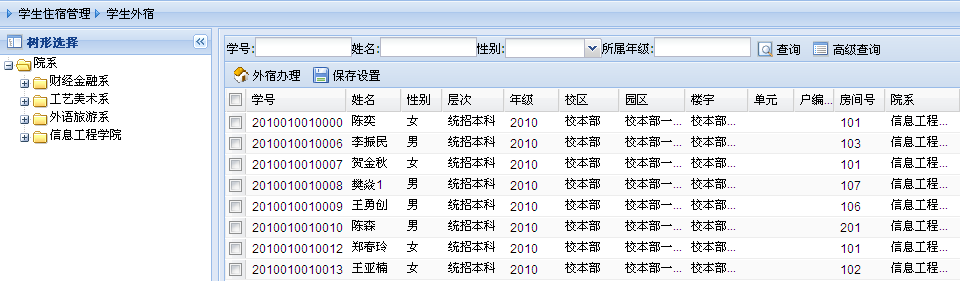 学生住宿管理 学生外宿
树形选择
院系
财经金融系
工艺美术系
外语旅游系
信息工程学院
学号: 姓名: 性别: 所属年级: 查询 高级查询
外宿办理 保存设置
学号 姓名 性别 层次 年级 校区 园区 楼宇 单元 户编... 房间号 院系
2010010010000 陈奕 女 统招本科 2010 校本部 校本部一... 校本部... 101 信息工程...
2010010010006 李振民 男 统招本科 2010 校本部 校本部一... 校本部... 103 信息工程...
2010010010007 贺金秋 女 统招本科 2010 校本部 校本部一... 校本部... 101 信息工程...
2010010010008 樊焱1 男 统招本科 2010 校本部 校本部一... 校本部... 107 信息工程...
2010010010009 王勇创 男 统招本科 2010 校本部 校本部一... 校本部... 106 信息工程...
2010010010010 陈森 男 统招本科 2010 校本部 校本部一... 校本部... 201 信息工程...
2010010010012 郑春玲 女 统招本科 2010 校本部 校本部一... 校本部... 101 信息工程...
2010010010013 王亚楠 女 统招本科 2010 校本部 校本部一... 校本部... 102 信息工程...